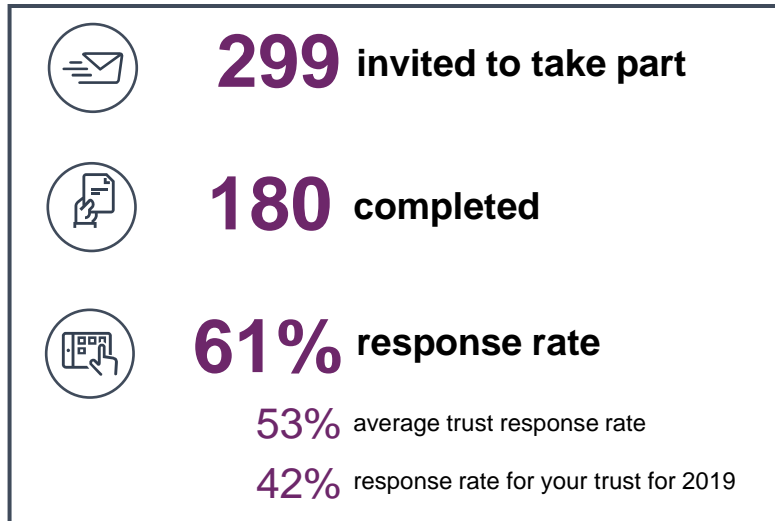 299 invited to take part
180 completed
61% response rate
53% average trust response rate
42% response rate for your trust for 2019